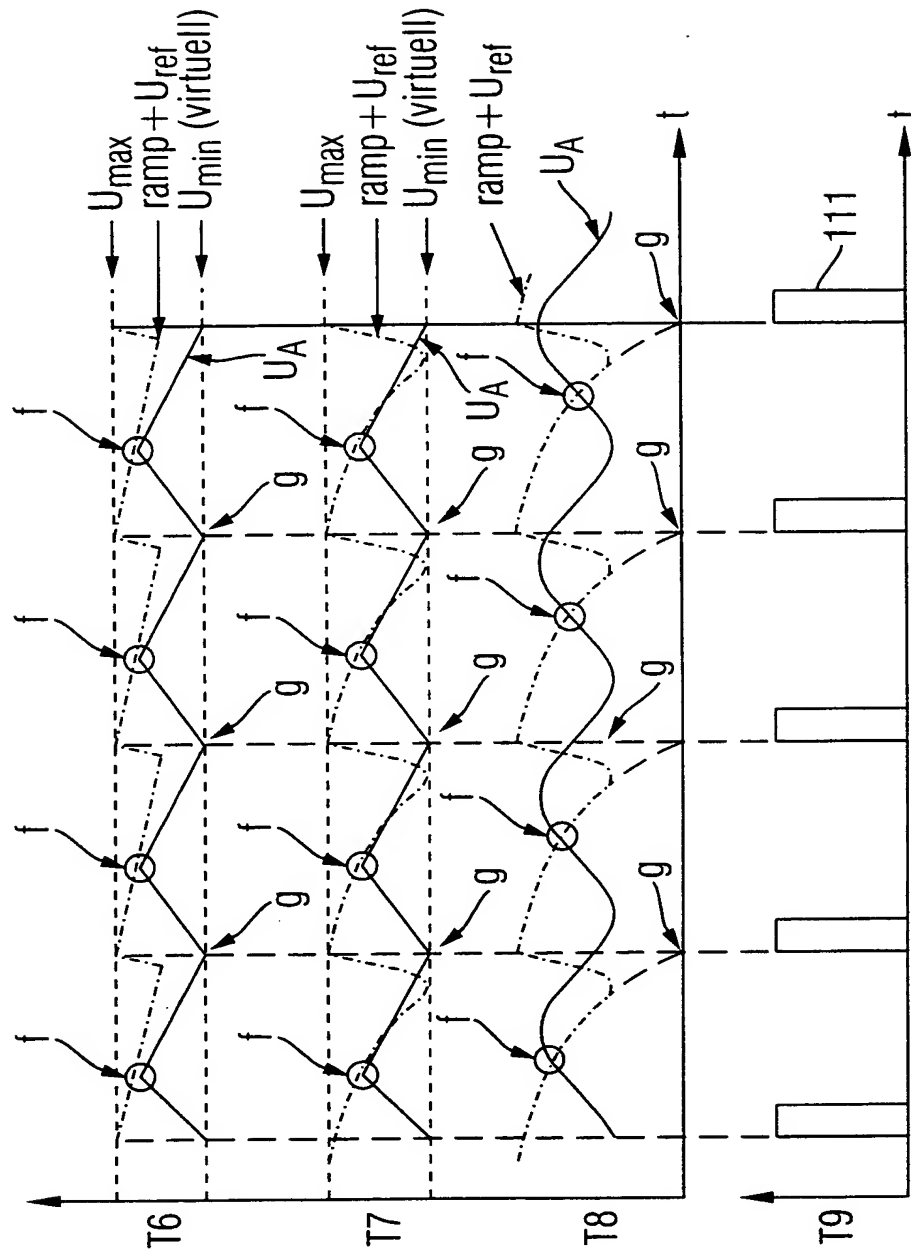 T6
f
f
f
f
g
g
g
U_A
U_max
ramp+U_ref
U_min (virtuell)
T7
f
f
f
f
g
g
g
U_A
U_max
ramp+U_ref
U_min (virtuell)
T8
f
f
f
f
g
g
g
g
ramp+U_ref
U_A
t
T9
111
t